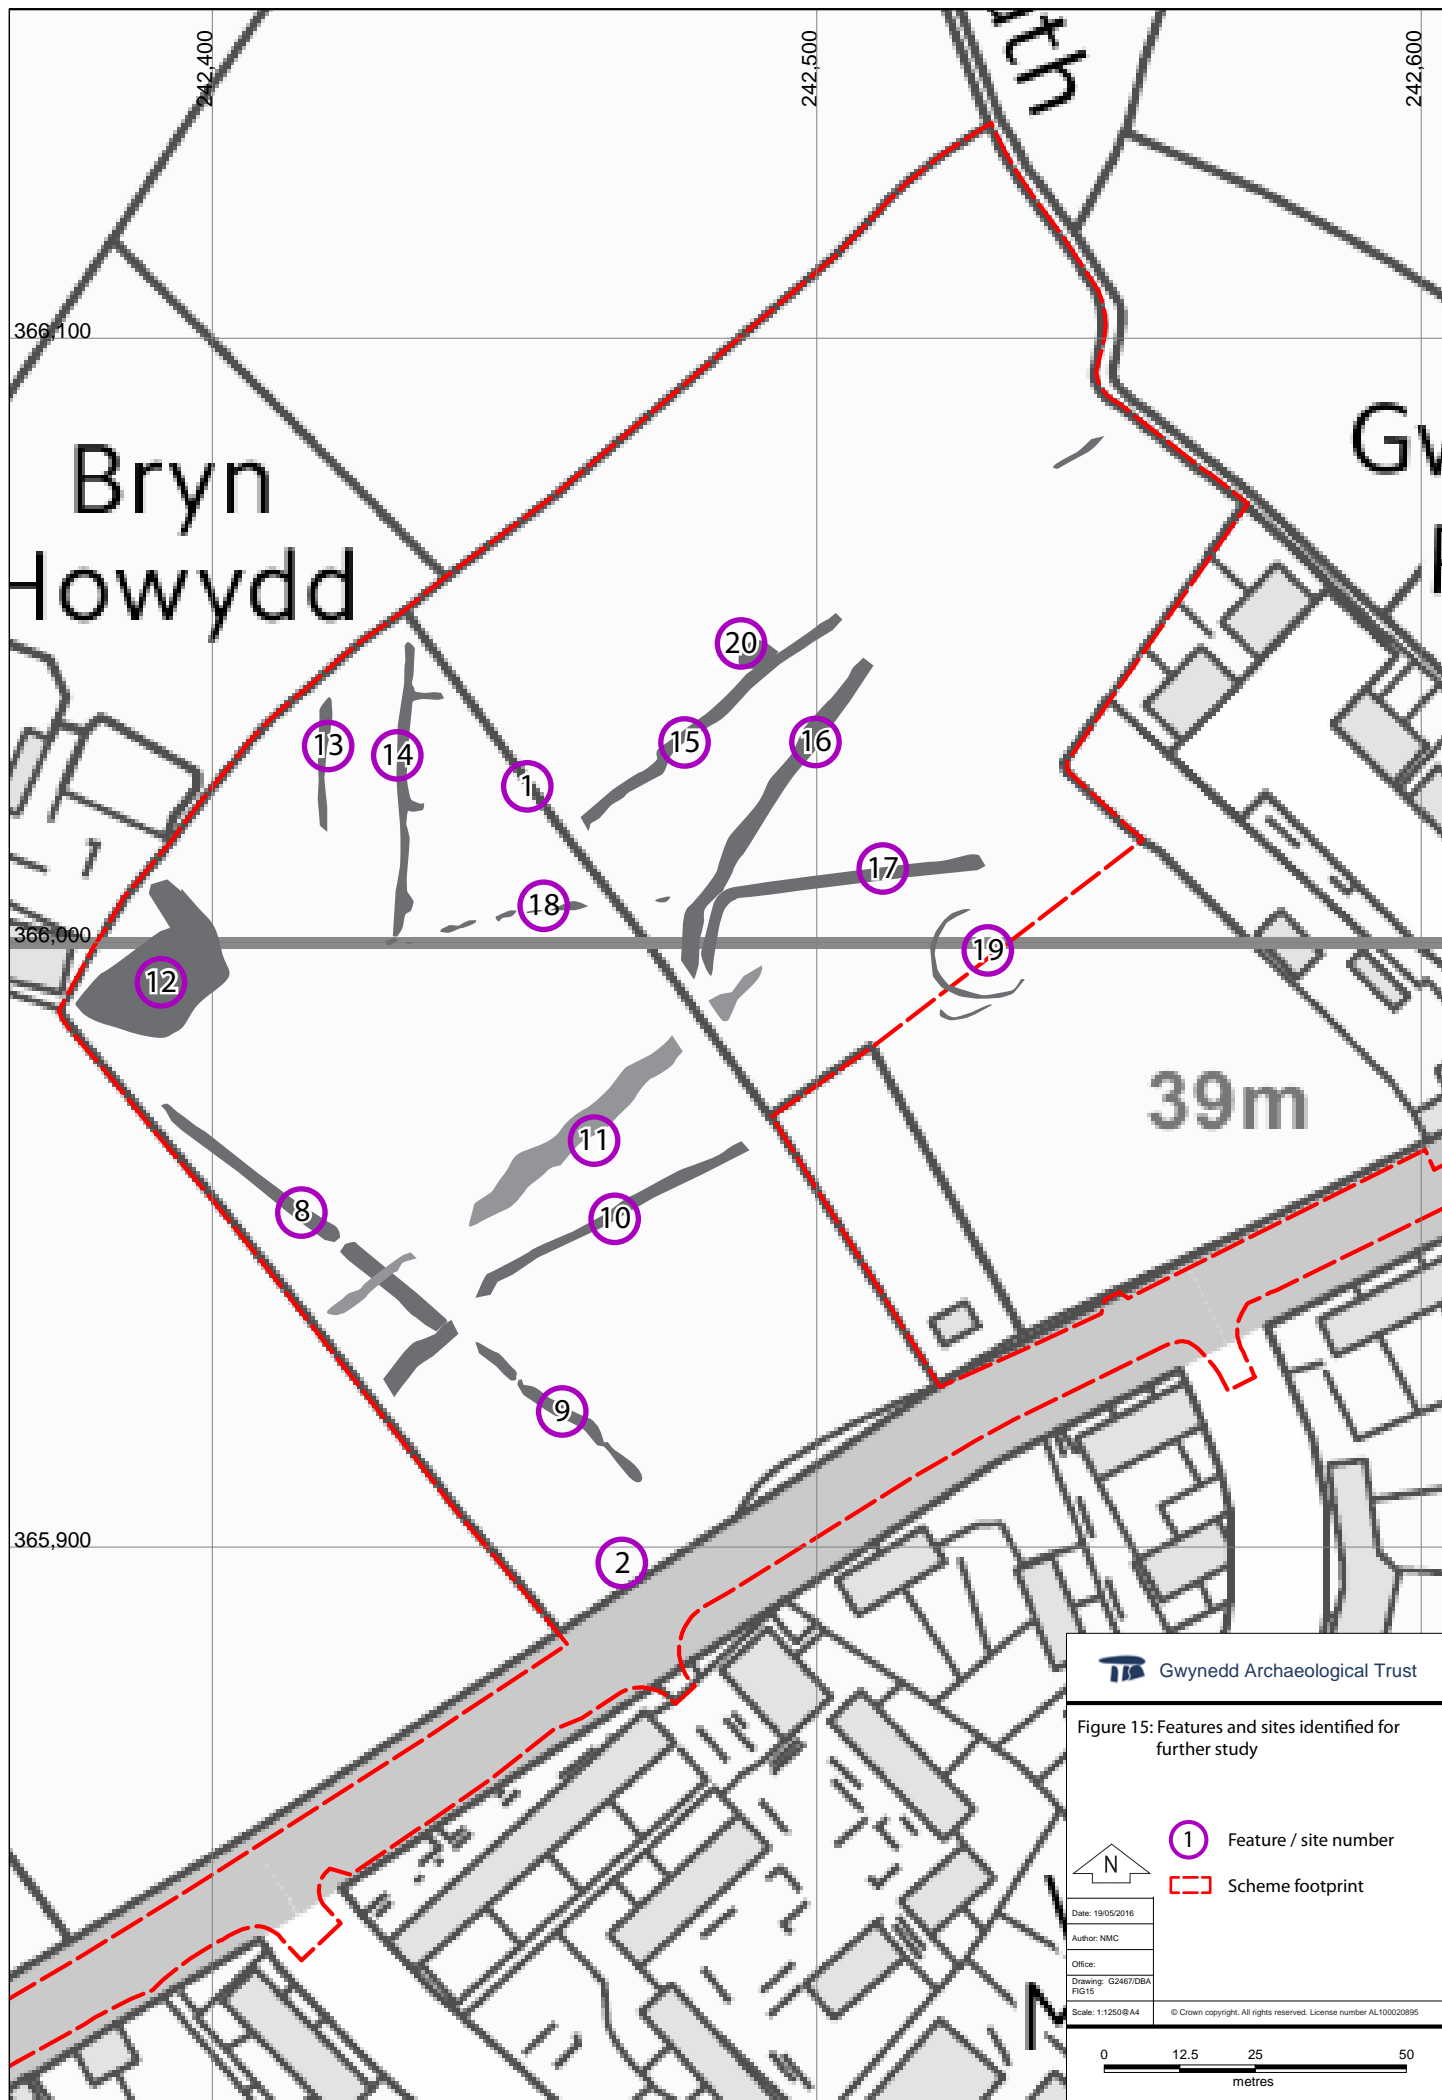 242,400
242,500
242,600
uth
366,100
Bryn
Howydd
Gw
20
13
14
15
16
1
17
18
366,000
19
12
39m
11
8
10
9
365,900
2
Gwynedd Archaeological Trust
Figure 15: Features and sites identified for
further study
1 Feature / site number
N
Scheme footprint
Date: 19/05/2016
Author: NMC
Office:
Drawing: G2467/DBA
FIG15
Scale: 1:1250@A4
© Crown copyright. All rights reserved. License number AL100020895
0 12.5 25 50
metres